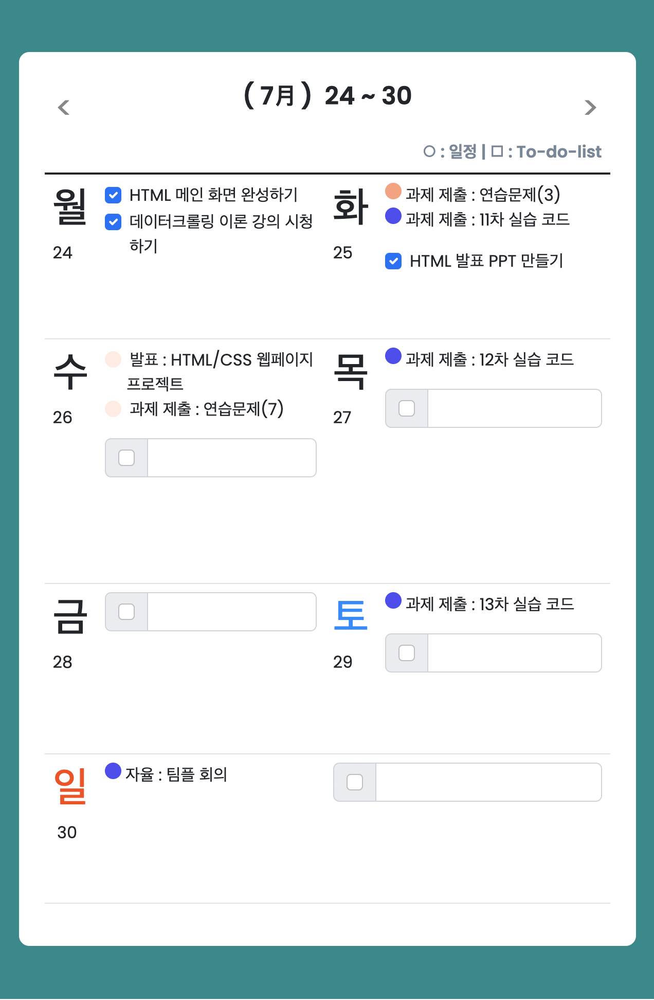 ( 7月 ) 24 ~ 30
○ : 일정 | □ : To-do-list
월
24
HTML 메인 화면 완성하기
데이터크롤링 이론 강의 시청
하기
화
25
과제 제출 : 연습문제(3)
과제 제출 : 11차 실습 코드
HTML 발표 PPT 만들기
수
26
발표 : HTML/CSS 웹페이지
프로젝트
과제 제출 : 연습문제(7)
목
27
과제 제출 : 12차 실습 코드
금
28
토
29
과제 제출 : 13차 실습 코드
일
30
자율 : 팀플 회의